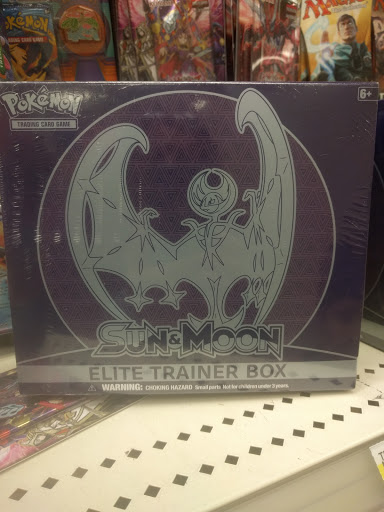 Pokémon
TRADING CARD GAME
6+
SUN & MOON
ELITE TRAINER BOX
WARNING: CHOKING HAZARD Small parts. Not for children under 3 years.